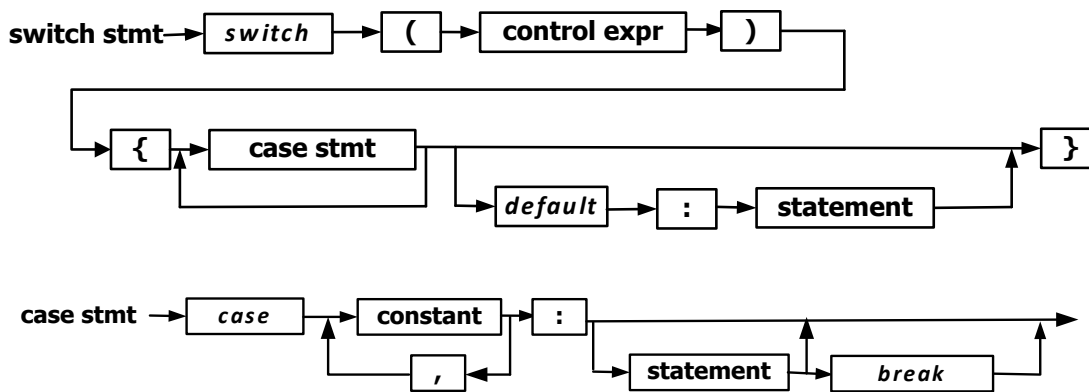 switch stmt switch ( control expr )
{ case stmt }
default : statement
case stmt case constant :
, statement break